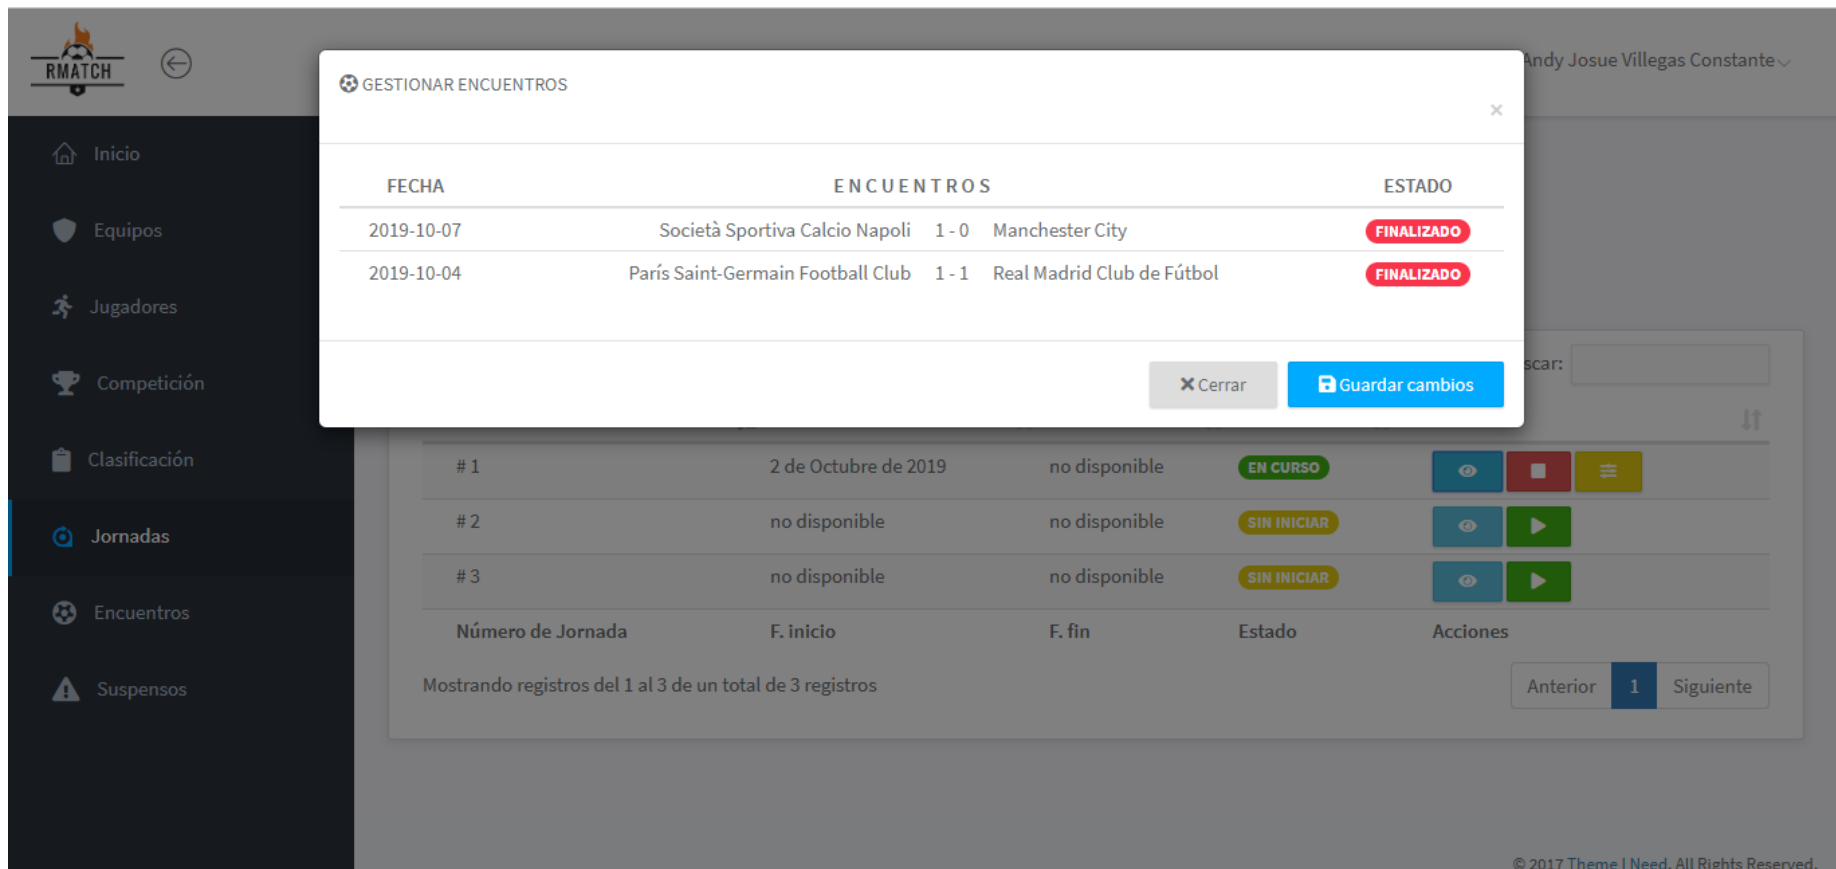 RMATCH
Andy Josue Villegas Constante
GESTIONAR ENCUENTROS
×
Inicio
Equipos
Jugadores
Competición
Clasificación
Jornadas
Encuentros
Suspensos
FECHA ENCUENTROS ESTADO
2019-10-07 Società Sportiva Calcio Napoli 1 - 0 Manchester City FINALIZADO
2019-10-04 París Saint-Germain Football Club 1 - 1 Real Madrid Club de Fútbol FINALIZADO
Cerrar Guardar cambios
scar:
# 1 2 de Octubre de 2019 no disponible EN CURSO
# 2 no disponible no disponible SIN INICIAR
# 3 no disponible no disponible SIN INICIAR
Número de Jornada F. inicio F. fin Estado Acciones
Mostrando registros del 1 al 3 de un total de 3 registros
Anterior 1 Siguiente
© 2017 Theme I Need. All Rights Reserved.